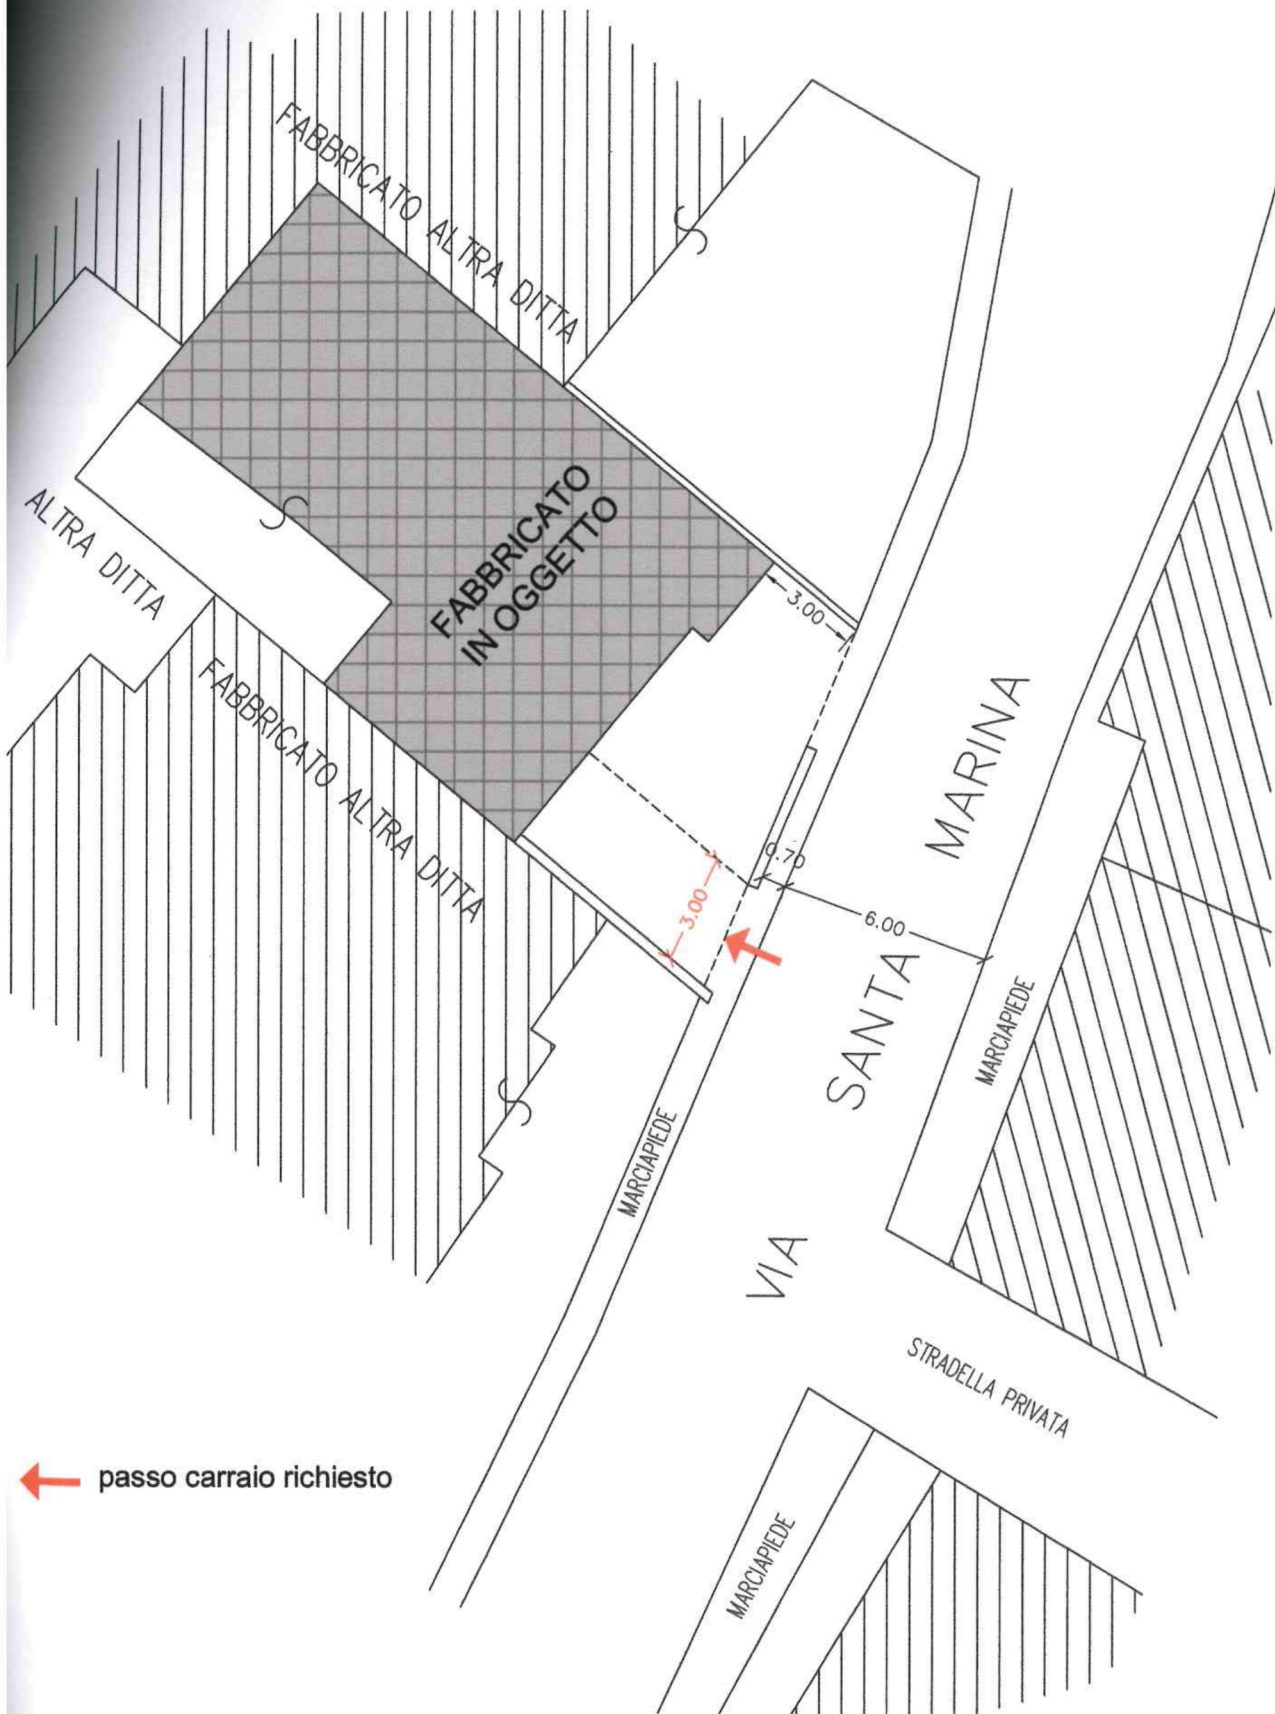 FABBRICATO ALTRA DITTA
S
ALTRA DITTA
S
FABBRICATO
IN OGGETTO
3.00
FABBRICATO ALTRA DITTA
MARINA
0.70
3.00
6.00
SANTA
MARCIAPIEDE
S
MARCIAPIEDE
VIA
STRADELLA PRIVATA
passo carraio richiesto
MARCIAPIEDE